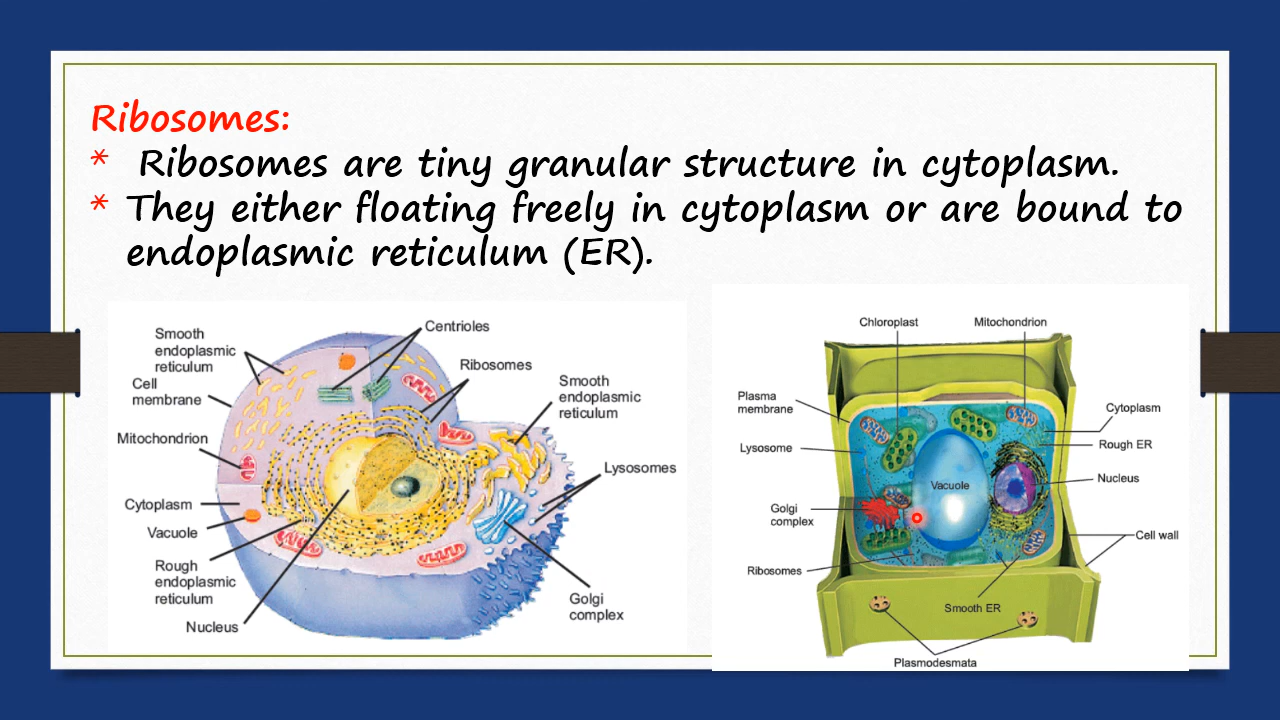 Ribosomes:
* Ribosomes are tiny granular structure in cytoplasm.
* They either floating freely in cytoplasm or are bound to
endoplasmic reticulum (ER).
Smooth
endoplasmic
reticulum
Cell
membrane
Mitochondrion
Cytoplasm
Vacuole
Rough
endoplasmic
reticulum
Nucleus
Centrioles
Ribosomes
Smooth
endoplasmic
reticulum
Lysosomes
Golgi
complex
Chloroplast
Mitochondrion
Plasma
membrane
Lysosome
Golgi
complex
Ribosomes
Vacuole
Cytoplasm
Rough ER
Nucleus
Cell wall
Smooth ER
Plasmodesmata